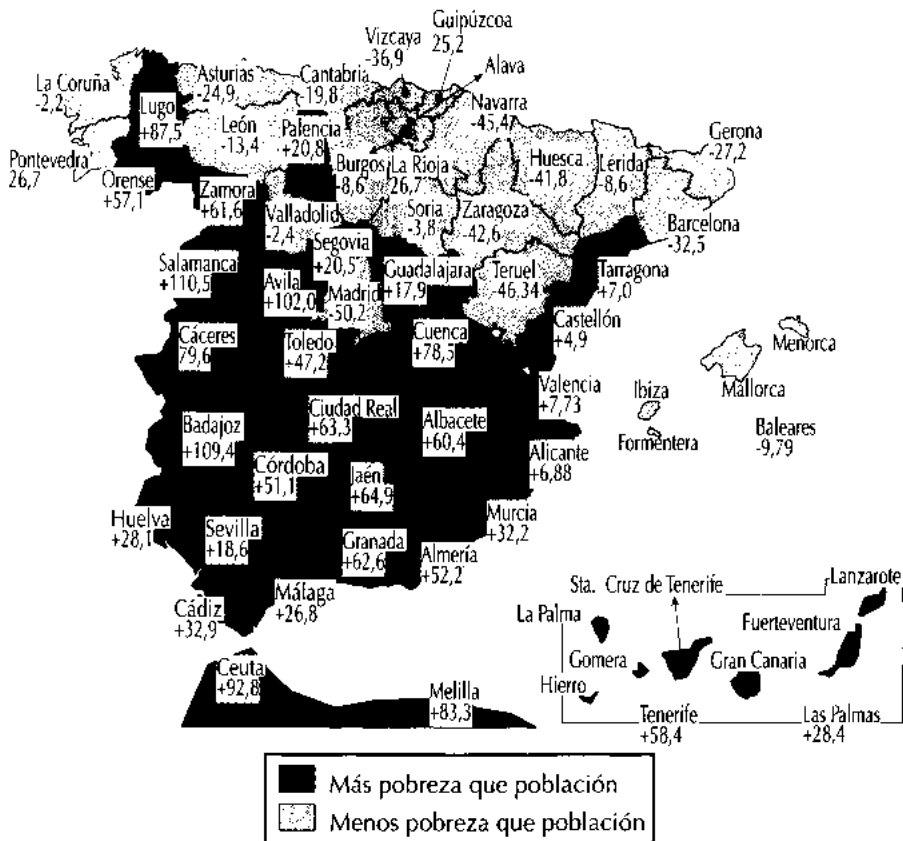 Guipúzcoa
25,2
Vizcaya
-36,9
Alava
La Coruña
-2,2
Asturias
-24,9
Cantabria
-19,8
Navarra
-45,47
Lugo
+87,5
León
-13,4
Palencia
+20,8
Gerona
-27,2
Pontevedra
26,7
Orense
+57,1
Burgos
-8,6
La Rioja
26,7
Huesca
-41,8
Lérida
-8,6
Zamora
+61,6
Valladolid
-2,4
Soria
-3,8
Zaragoza
-42,6
Barcelona
-32,5
Salamanca
+110,5
Segovia
+20,5
Avila
+102,0
Madrid
-50,2
Guadalajara
+17,9
Teruel
-46,34
Tarragona
+7,0
Cáceres
79,6
Toledo
+47,2
Cuenca
+78,5
Castellón
+4,9
Menorca
Mallorca
Ibiza
Formentera
Baleares
-9,79
Valencia
+7,73
Badajoz
+109,4
Ciudad Real
+63,3
Albacete
+60,4
Alicante
+6,88
Córdoba
+51,1
Jaén
+64,9
Murcia
+32,2
Huelva
+28,1
Sevilla
+18,6
Granada
+62,6
Almería
+52,2
Cádiz
+32,9
Málaga
+26,8
Ceuta
+92,8
Melilla
+83,3
Sta. Cruz de Tenerife
Lanzarote
La Palma
Fuerteventura
Gomera
Gran Canaria
Hierro
Tenerife
+58,4
Las Palmas
+28,4
Más pobreza que población
Menos pobreza que población